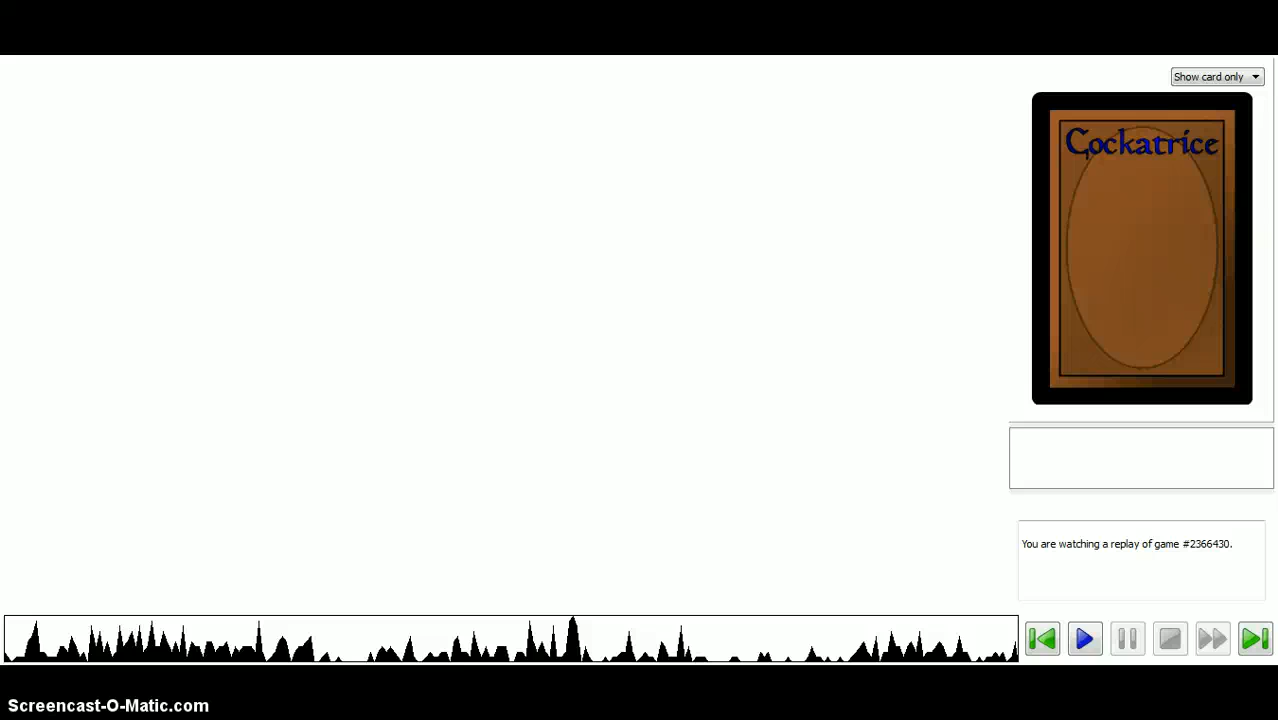 Show card only
Cockatrice
You are watching a replay of game #2366430.
Screencast-O-Matic.com